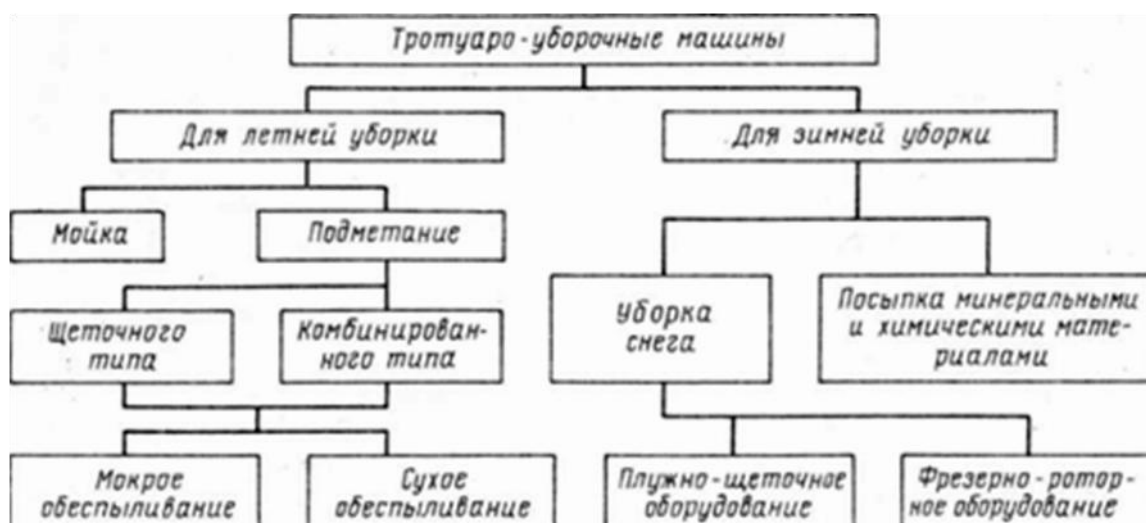 Тротуаро-уборочные машины
Для летней уборки
Для зимней уборки
Мойка
Подметание
Щеточного
типа
Комбинирован-
ного типа
Уборка
снега
Посыпка минеральными
и химическими мате-
риалами
Мокрое
обеспыливание
Сухое
обеспыливание
Плужно-щеточное
оборудование
Фрезерно-ротор-
ное оборудование